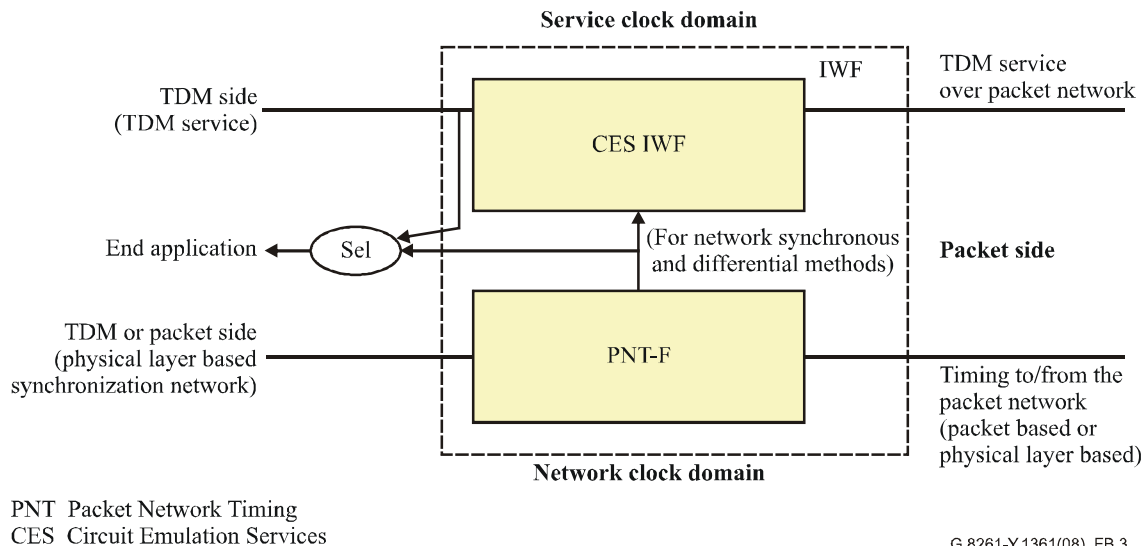 Service clock domain
IWF
TDM service
over packet network
TDM side
(TDM service)
CES IWF
End application
Sel
(For network synchronous
and differential methods)
Packet side
TDM or packet side
(physical layer based
synchronization network)
PNT-F
Timing to/from the
packet network
(packet based or
physical layer based)
Network clock domain
PNT Packet Network Timing
CES Circuit Emulation Services
G.8261-Y.1361(08)_FB.3